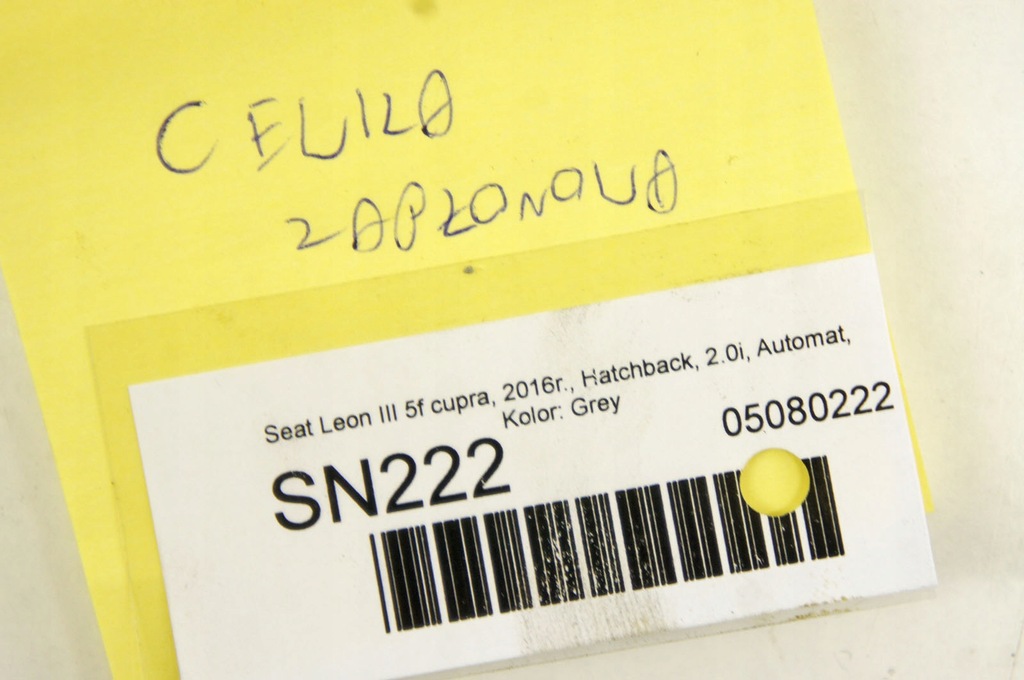 CEWKA
ZAPŁONOWA
Seat Leon III 5f cupra, 2016r., Hatchback, 2.0i, Automat,
Kolor: Grey
05080222
SN222